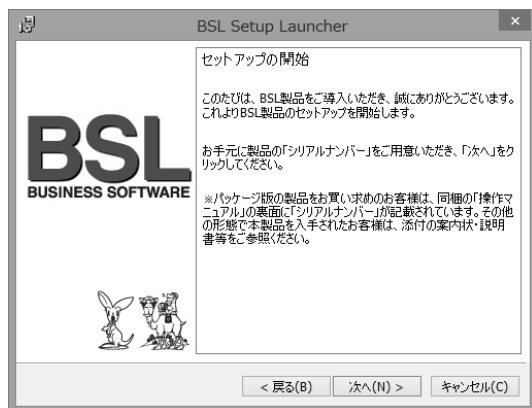 BSL Setup Launcher
セットアップの開始
このたびは、BSL製品をご導入いただき、誠にありがとうございます。
これよりBSL製品のセットアップを開始します。
お手元に製品の「シリアルナンバー」をご用意いただき、「次へ」をク
リックしてください。
※パッケージ版の製品をお買い求めのお客様は、同梱の「操作マ
ニュアル」の裏面に「シリアルナンバー」が記載されています。その他
の形態で本製品を入手されたお客様は、添付の案内状・説明
書等をご参照ください。
BSL
BUSINESS SOFTWARE
< 戻る(B)
次へ(N) >
キャンセル(C)